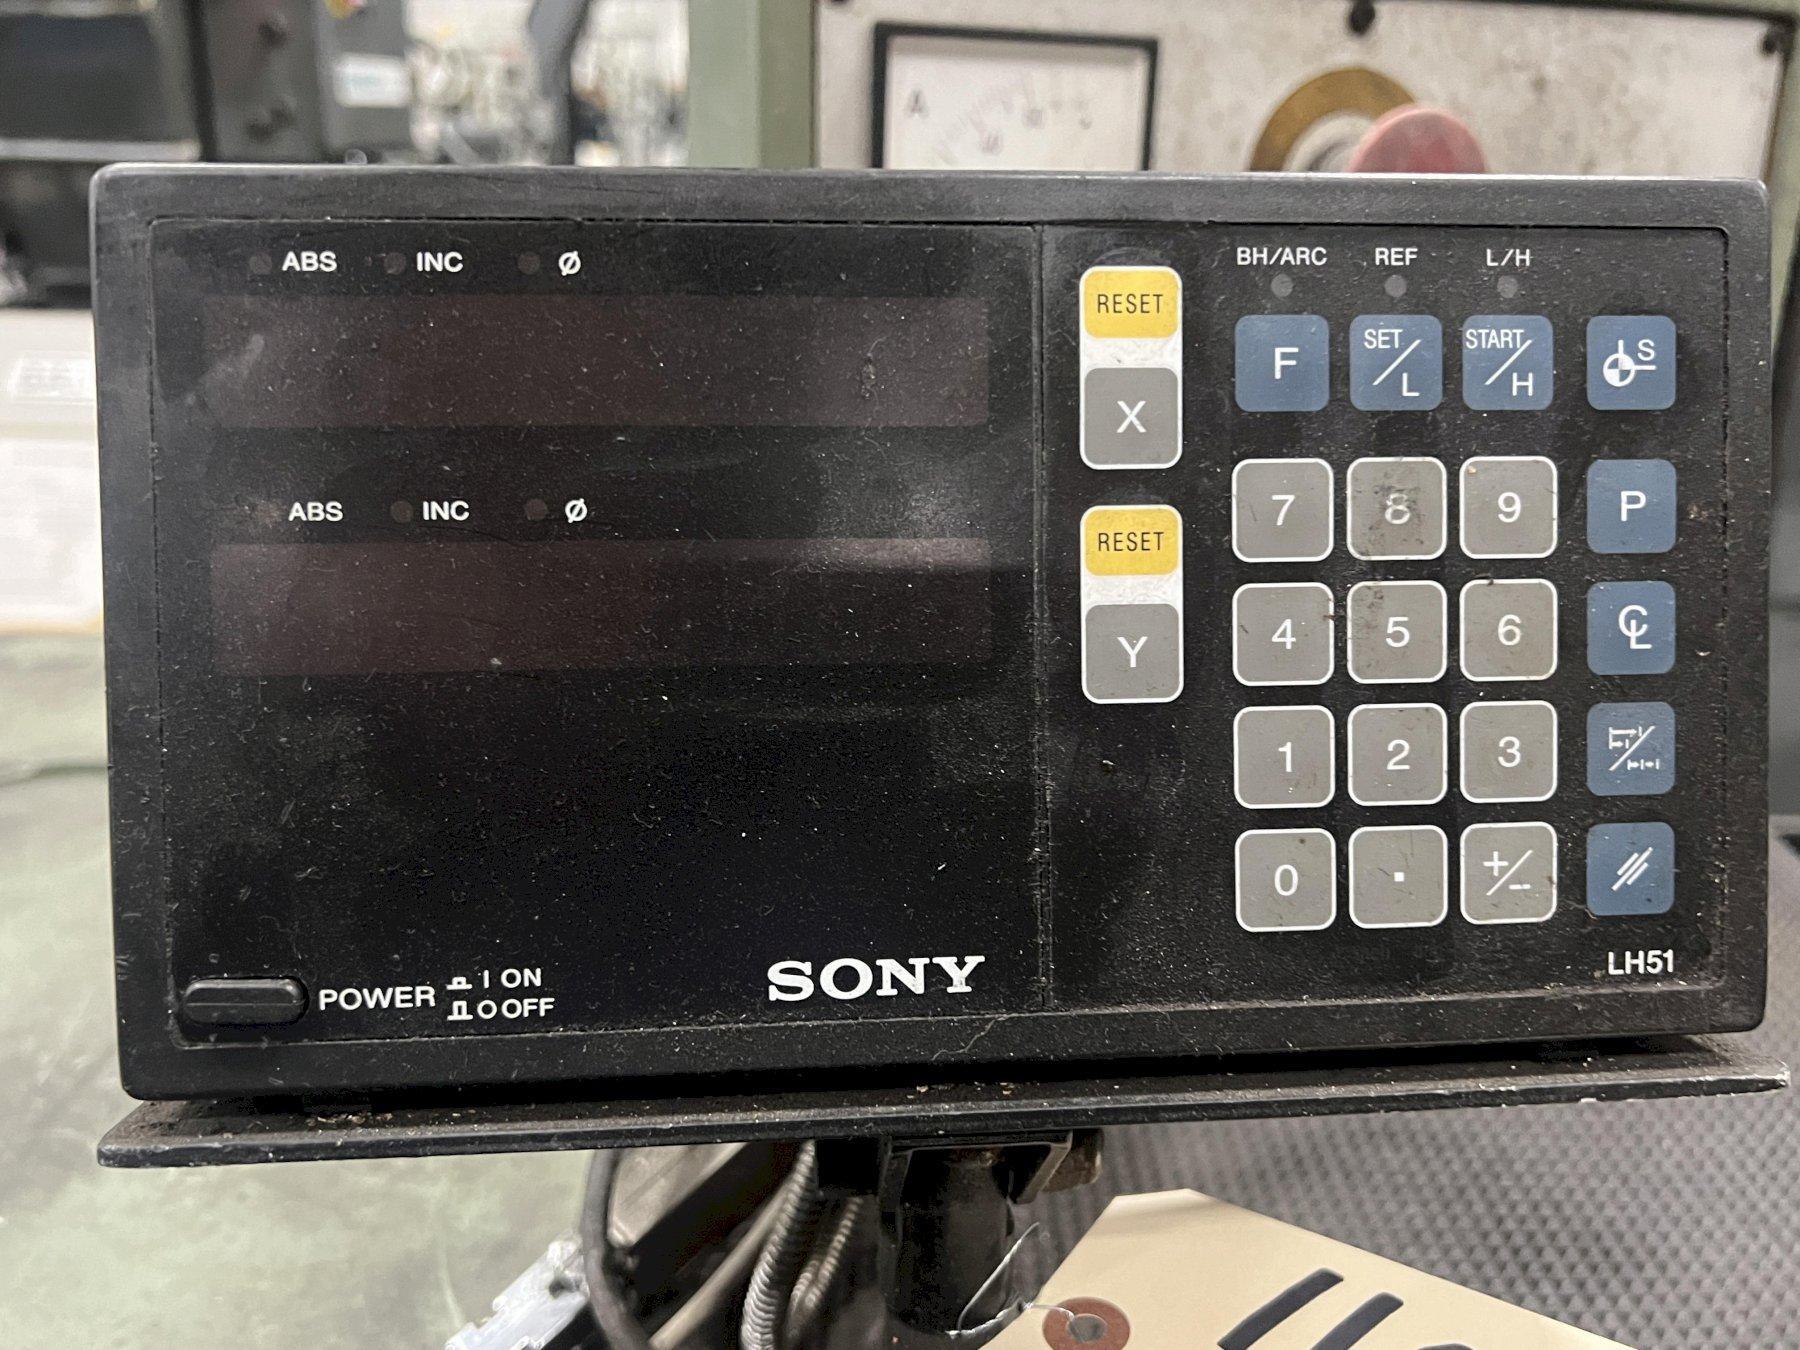 A
ABS INC Ø
ABS INC Ø
POWER I ON
O OFF
SONY
RESET
X
RESET
Y
BH/ARC REF L/H
F SET/L START/H S
7 8 9 P
4 5 6 ℄
1 2 3
0 . +/-
LH51